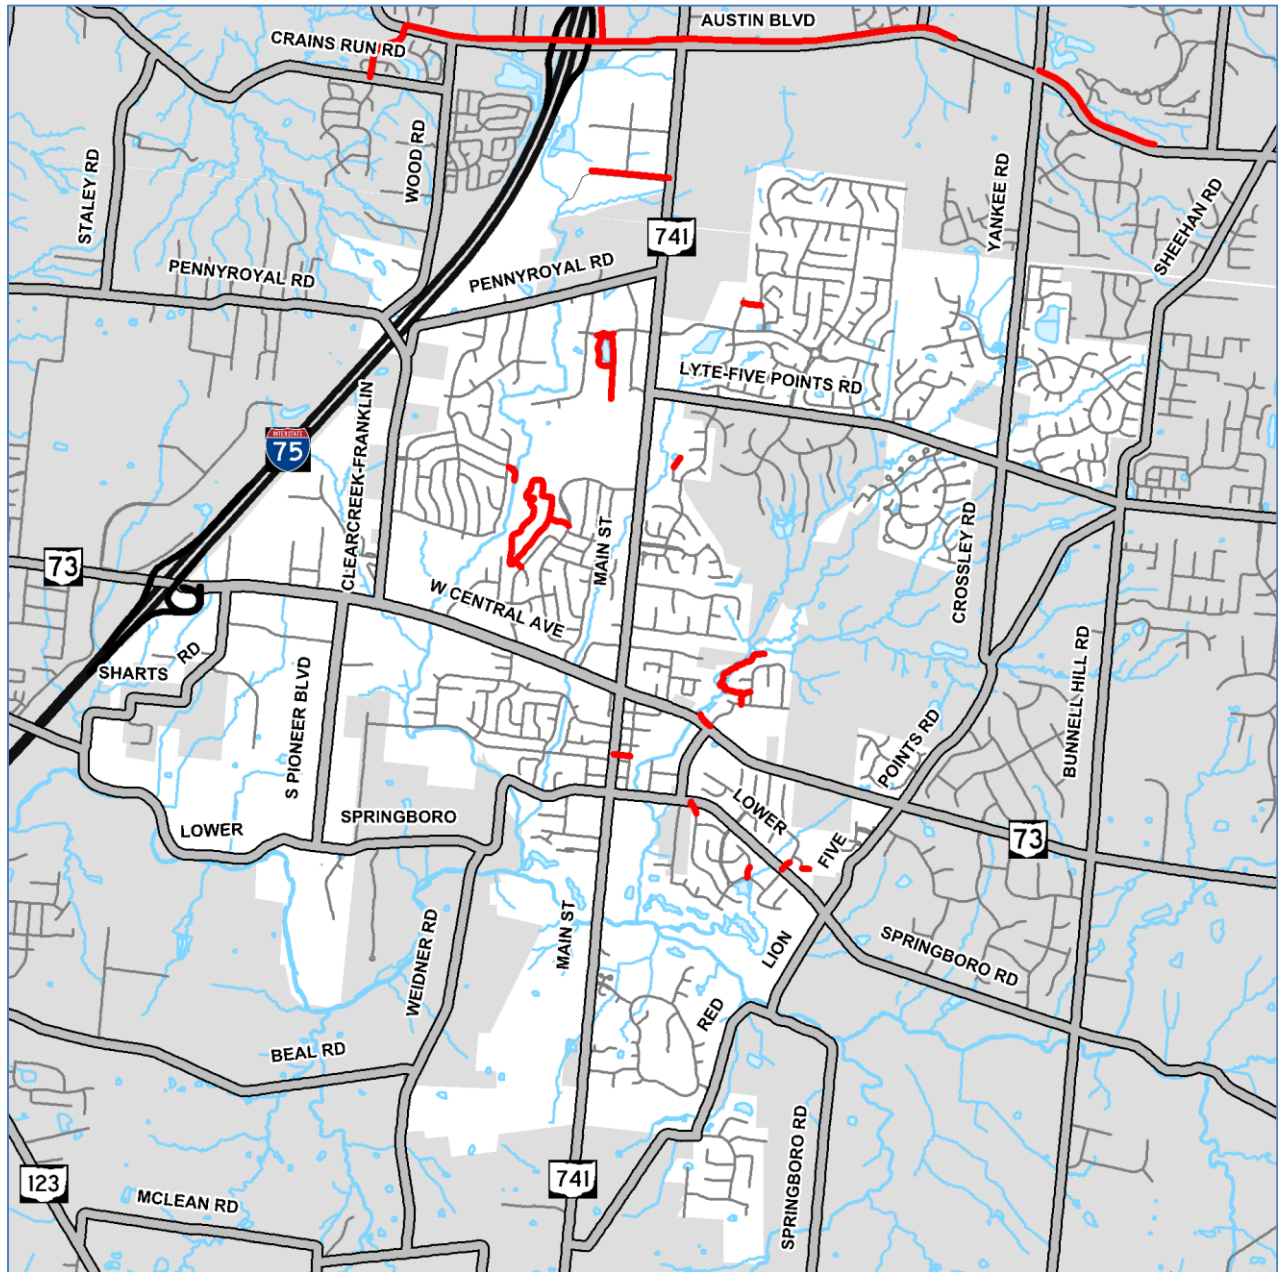 AUSTIN BLVD
CRAINS RUN RD
STALEY RD
WOOD RD
YANKEE RD
SHEEHAN RD
741
PENNYROYAL RD
PENNYROYAL RD
LYTE-FIVE POINTS RD
INTERSTATE
75
CLEARCREEK-FRANKLIN
MAIN ST
CROSSLEY RD
73
W CENTRAL AVE
SHARTS RD
S PIONEER BLVD
BUNNELL HILL RD
POINTS RD
LOWER
SPRINGBORO
LOWER
FIVE
73
WEIDNER RD
MAIN ST
LION
SPRINGBORO RD
RED
BEAL RD
123
741
MCLEAN RD
SPRINGBORO RD